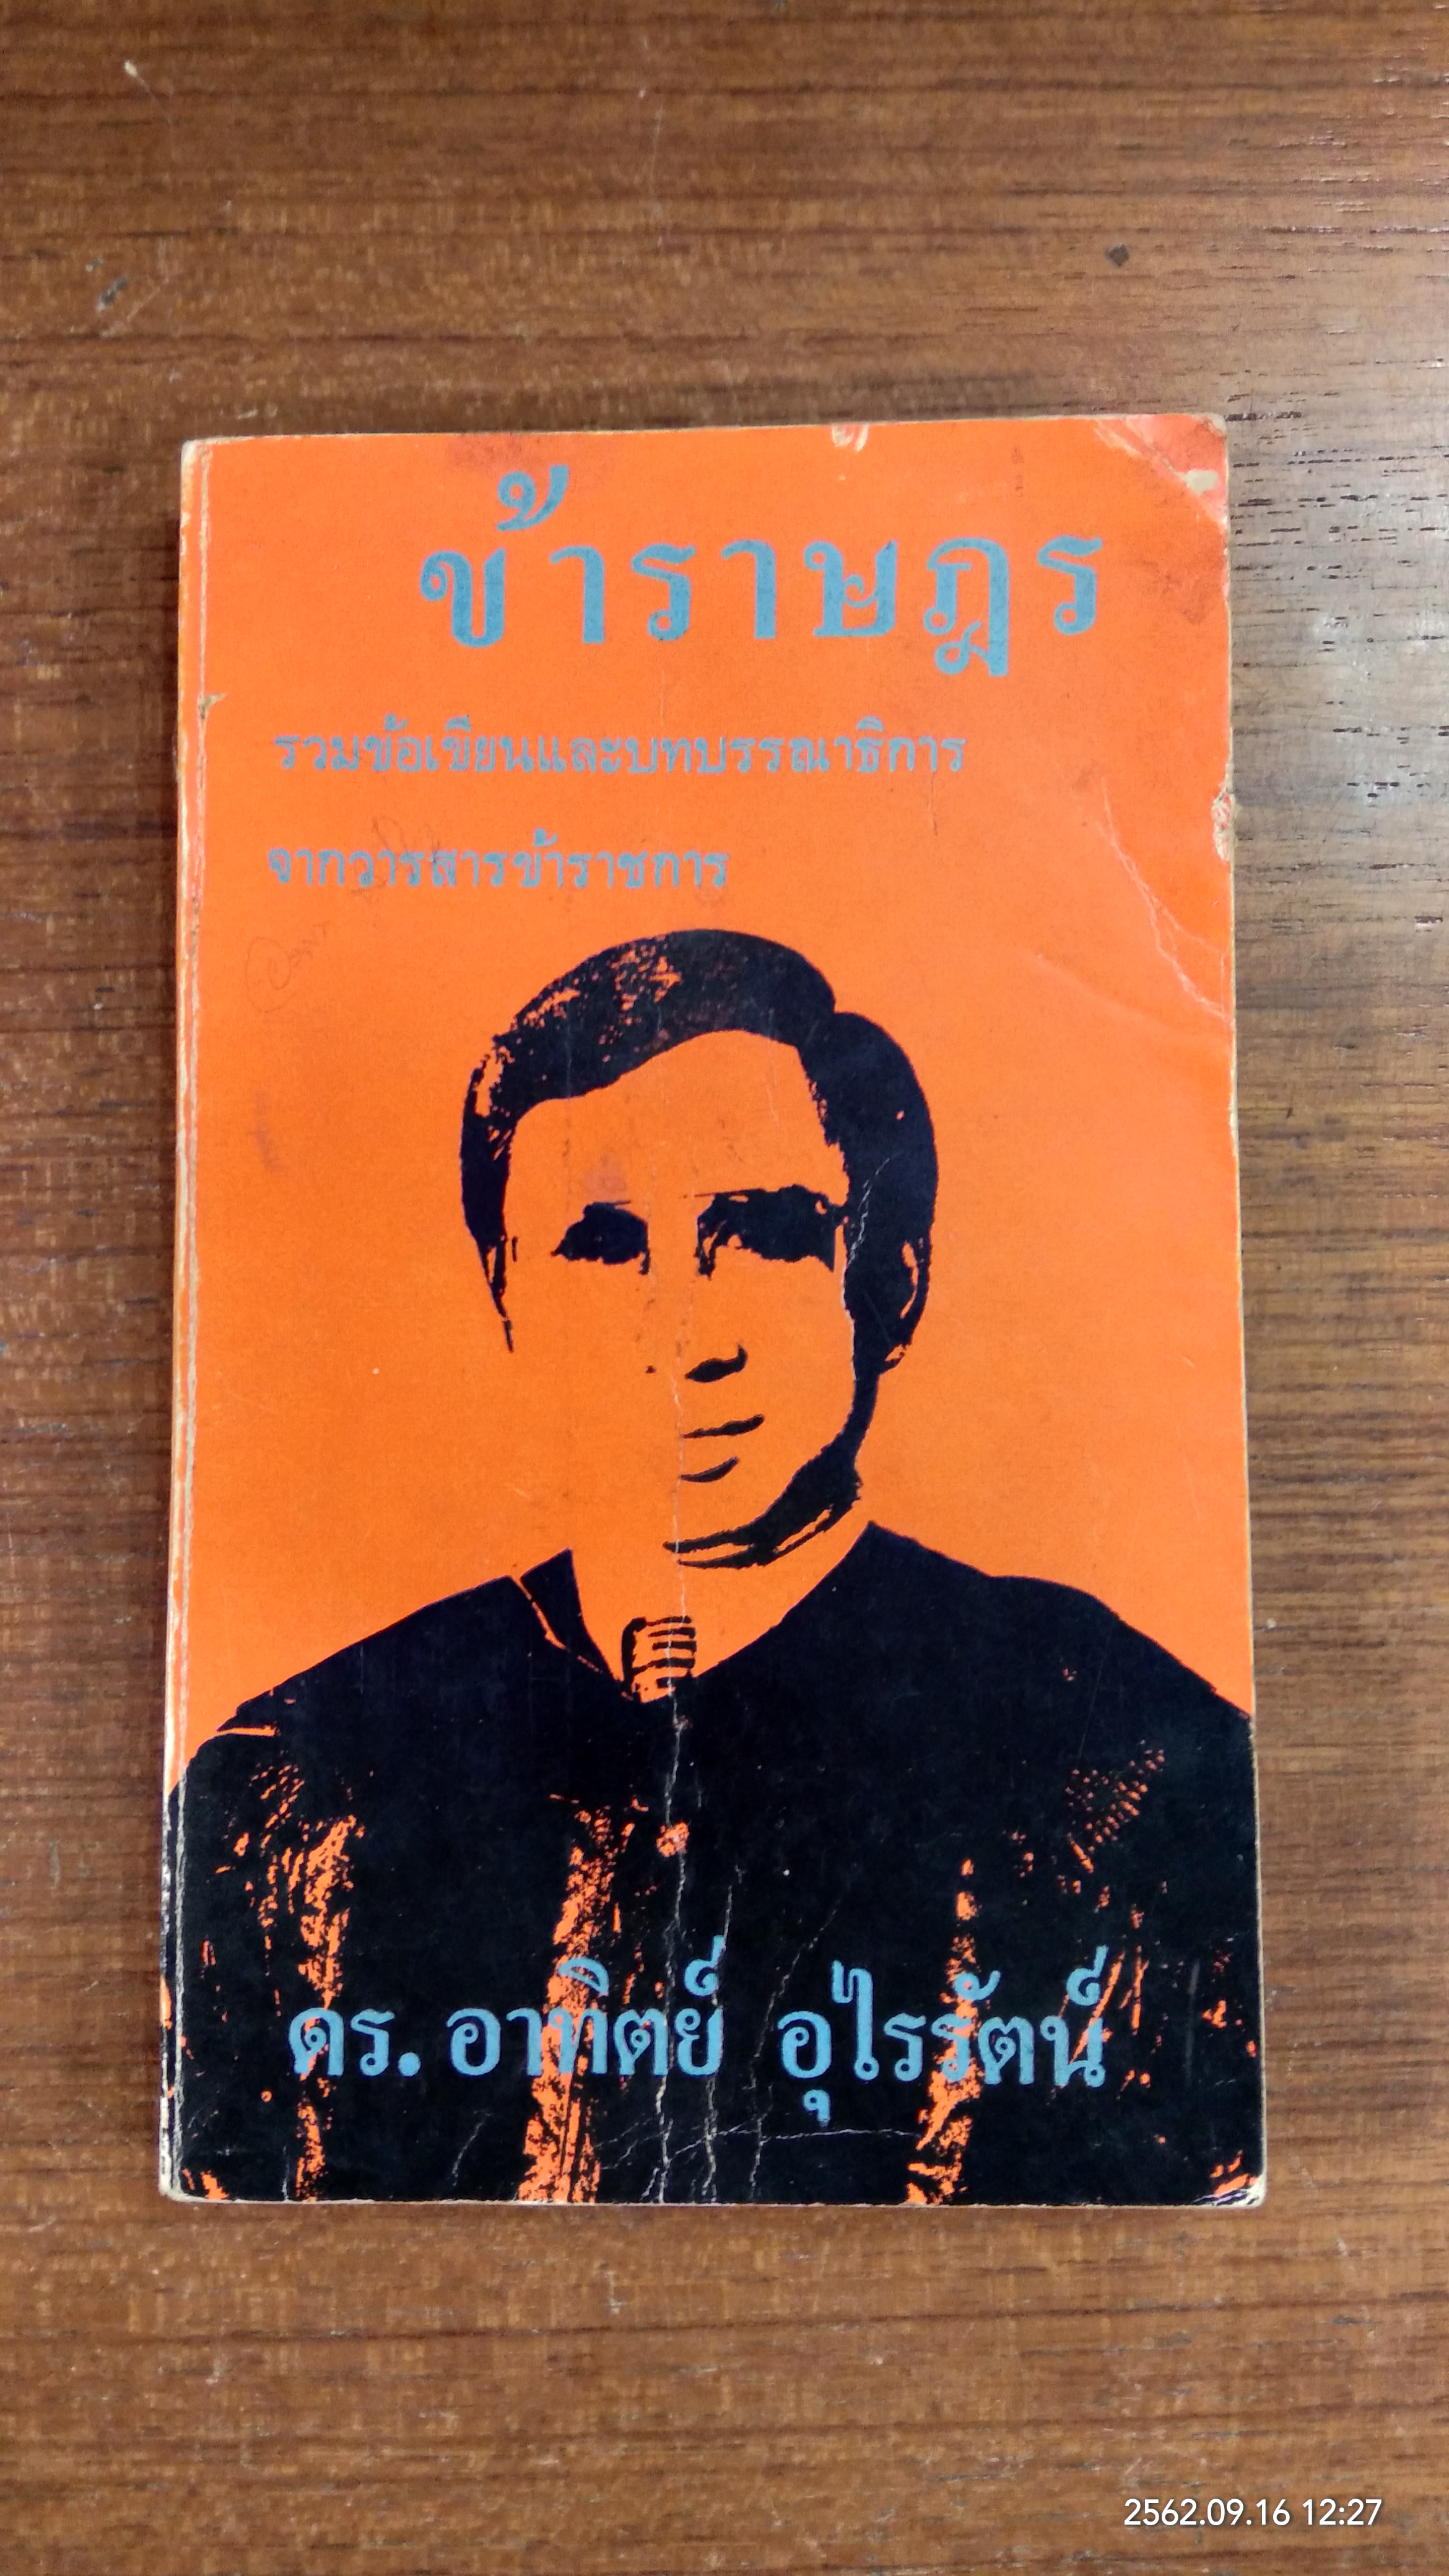 ข้าราษฎร
รวมข้อเขียนและบทบรรณาธิการ
จากวารสารข้าราชการ
ดร. อาทิตย์ อุไรรัตน์
2562.09.16 12:27